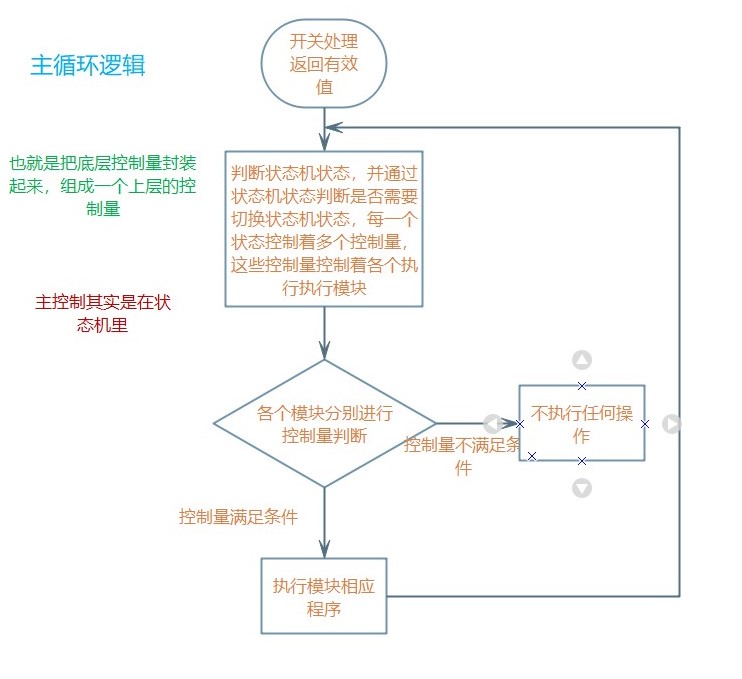 主循环逻辑
开关处理
返回有效
值
也就是把底层控制量封装
起来，组成一个上层的控
制量
判断状态机状态，并通过
状态机状态判断是否需要
切换状态机状态，每一个
状态控制着多个控制量，
这些控制量控制着各个执
行执行模块
主控制其实是在状
态机里
各个模块分别进行
控制量判断
不执行任何操
作
控制量不满足条
件
控制量满足条件
执行模块相应
程序